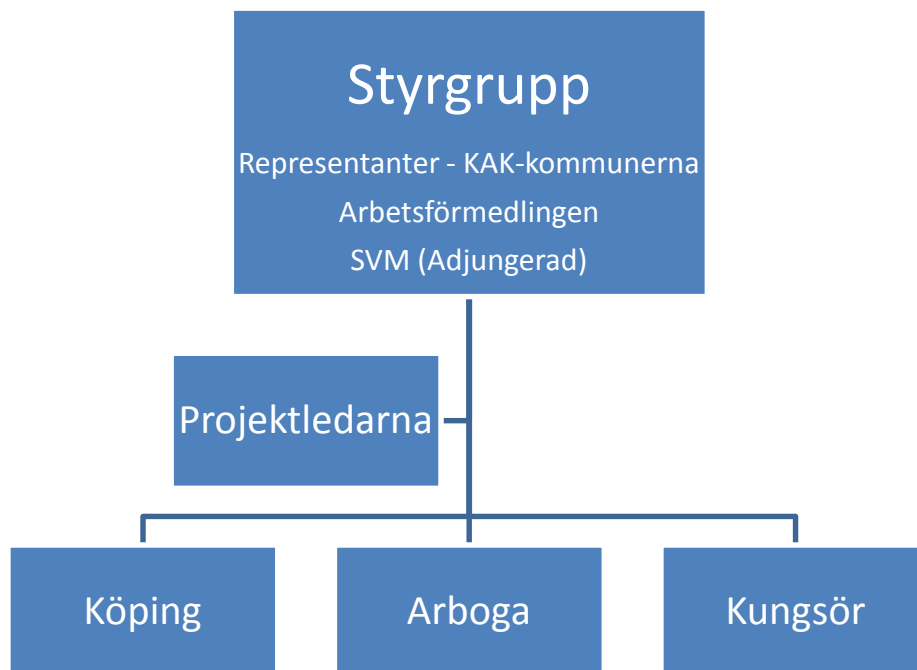 Styrgrupp
Representanter - KAK-kommunerna
Arbetsförmedlingen
SVM (Adjungerad)
Projektledarna
Köping
Arboga
Kungsör